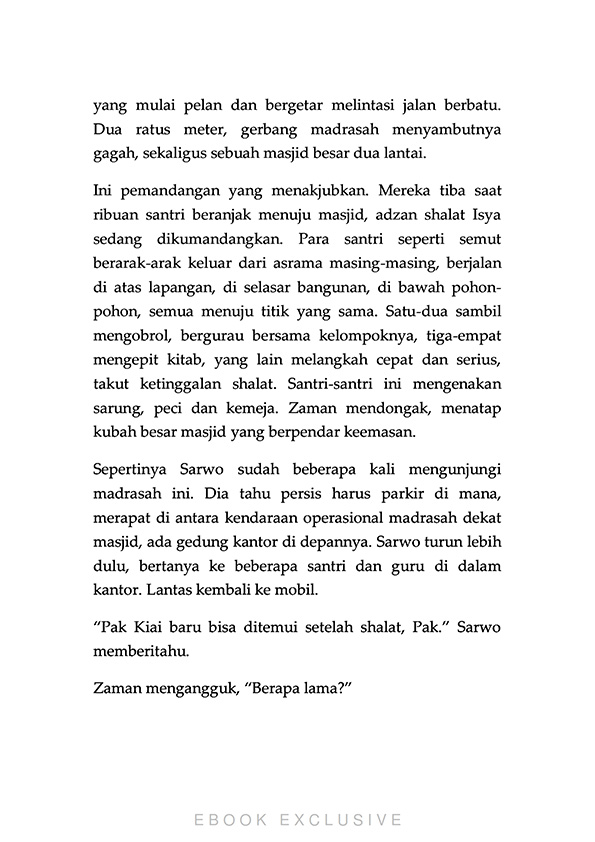 yang mulai pelan dan bergetar melintasi jalan berbatu.
Dua ratus meter, gerbang madrasah menyambutnya
gagah, sekaligus sebuah masjid besar dua lantai.
Ini pemandangan yang menakjubkan. Mereka tiba saat
ribuan santri beranjak menuju masjid, adzan shalat Isya
sedang dikumandangkan. Para santri seperti semut
berarak-arak keluar dari asrama masing-masing, berjalan
di atas lapangan, di selasar bangunan, di bawah pohon-
pohon, semua menuju titik yang sama. Satu-dua sambil
mengobrol, bergurau bersama kelompoknya, tiga-empat
mengepit kitab, yang lain melangkah cepat dan serius,
takut ketinggalan shalat. Santri-santri ini mengenakan
sarung, peci dan kemeja. Zaman mendongak, menatap
kubah besar masjid yang berpendar keemasan.
Sepertinya Sarwo sudah beberapa kali mengunjungi
madrasah ini. Dia tahu persis harus parkir di mana,
merapat di antara kendaraan operasional madrasah dekat
masjid, ada gedung kantor di depannya. Sarwo turun lebih
dulu, bertanya ke beberapa santri dan guru di dalam
kantor. Lantas kembali ke mobil.
“Pak Kiai baru bisa ditemui setelah shalat, Pak.” Sarwo
memberitahu.
Zaman mengangguk, “Berapa lama?”
EBOOK EXCLUSIVE